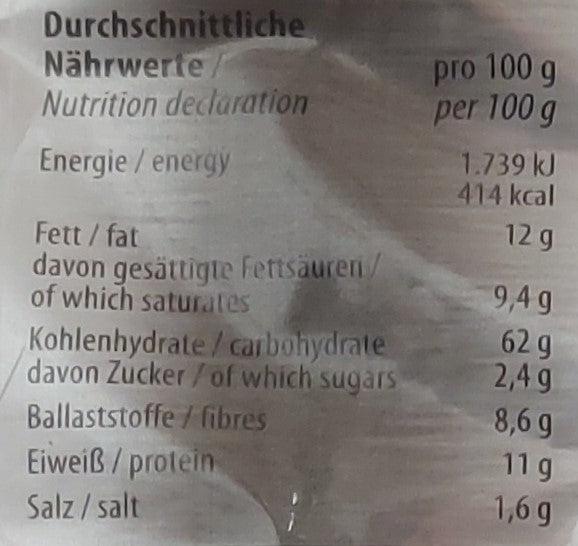 Durchschnittliche
Nährwerte / pro 100 g
Nutrition declaration per 100 g
Energie / energy 1.739 kJ
414 kcal
Fett / fat 12 g
davon gesättigte Fettsäuren /
of which saturates 9,4 g
Kohlenhydrate / carbohydrate 62 g
davon Zucker / of which sugars 2,4 g
Ballaststoffe / fibres 8,6 g
Eiweiß / protein 11 g
Salz / salt 1,6 g